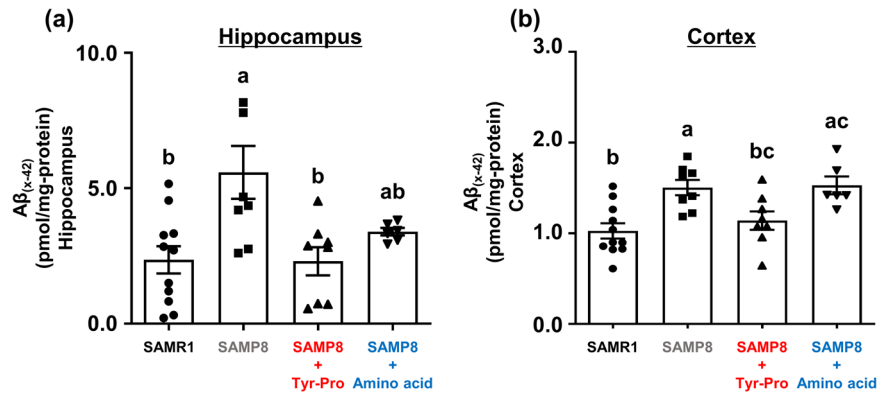 (a)
Hippocampus
Aβ(x-42)
(pmol/mg-protein)
Hippocampus
10.0
5.0
0.0
b
a
b
ab
SAMR1
SAMP8
SAMP8
+
Tyr-Pro
SAMP8
+
Amino acid
(b)
Cortex
Aβ(x-42)
(pmol/mg-protein)
Cortex
3.0
2.0
1.0
0.0
b
a
bc
ac
SAMR1
SAMP8
SAMP8
+
Tyr-Pro
SAMP8
+
Amino acid